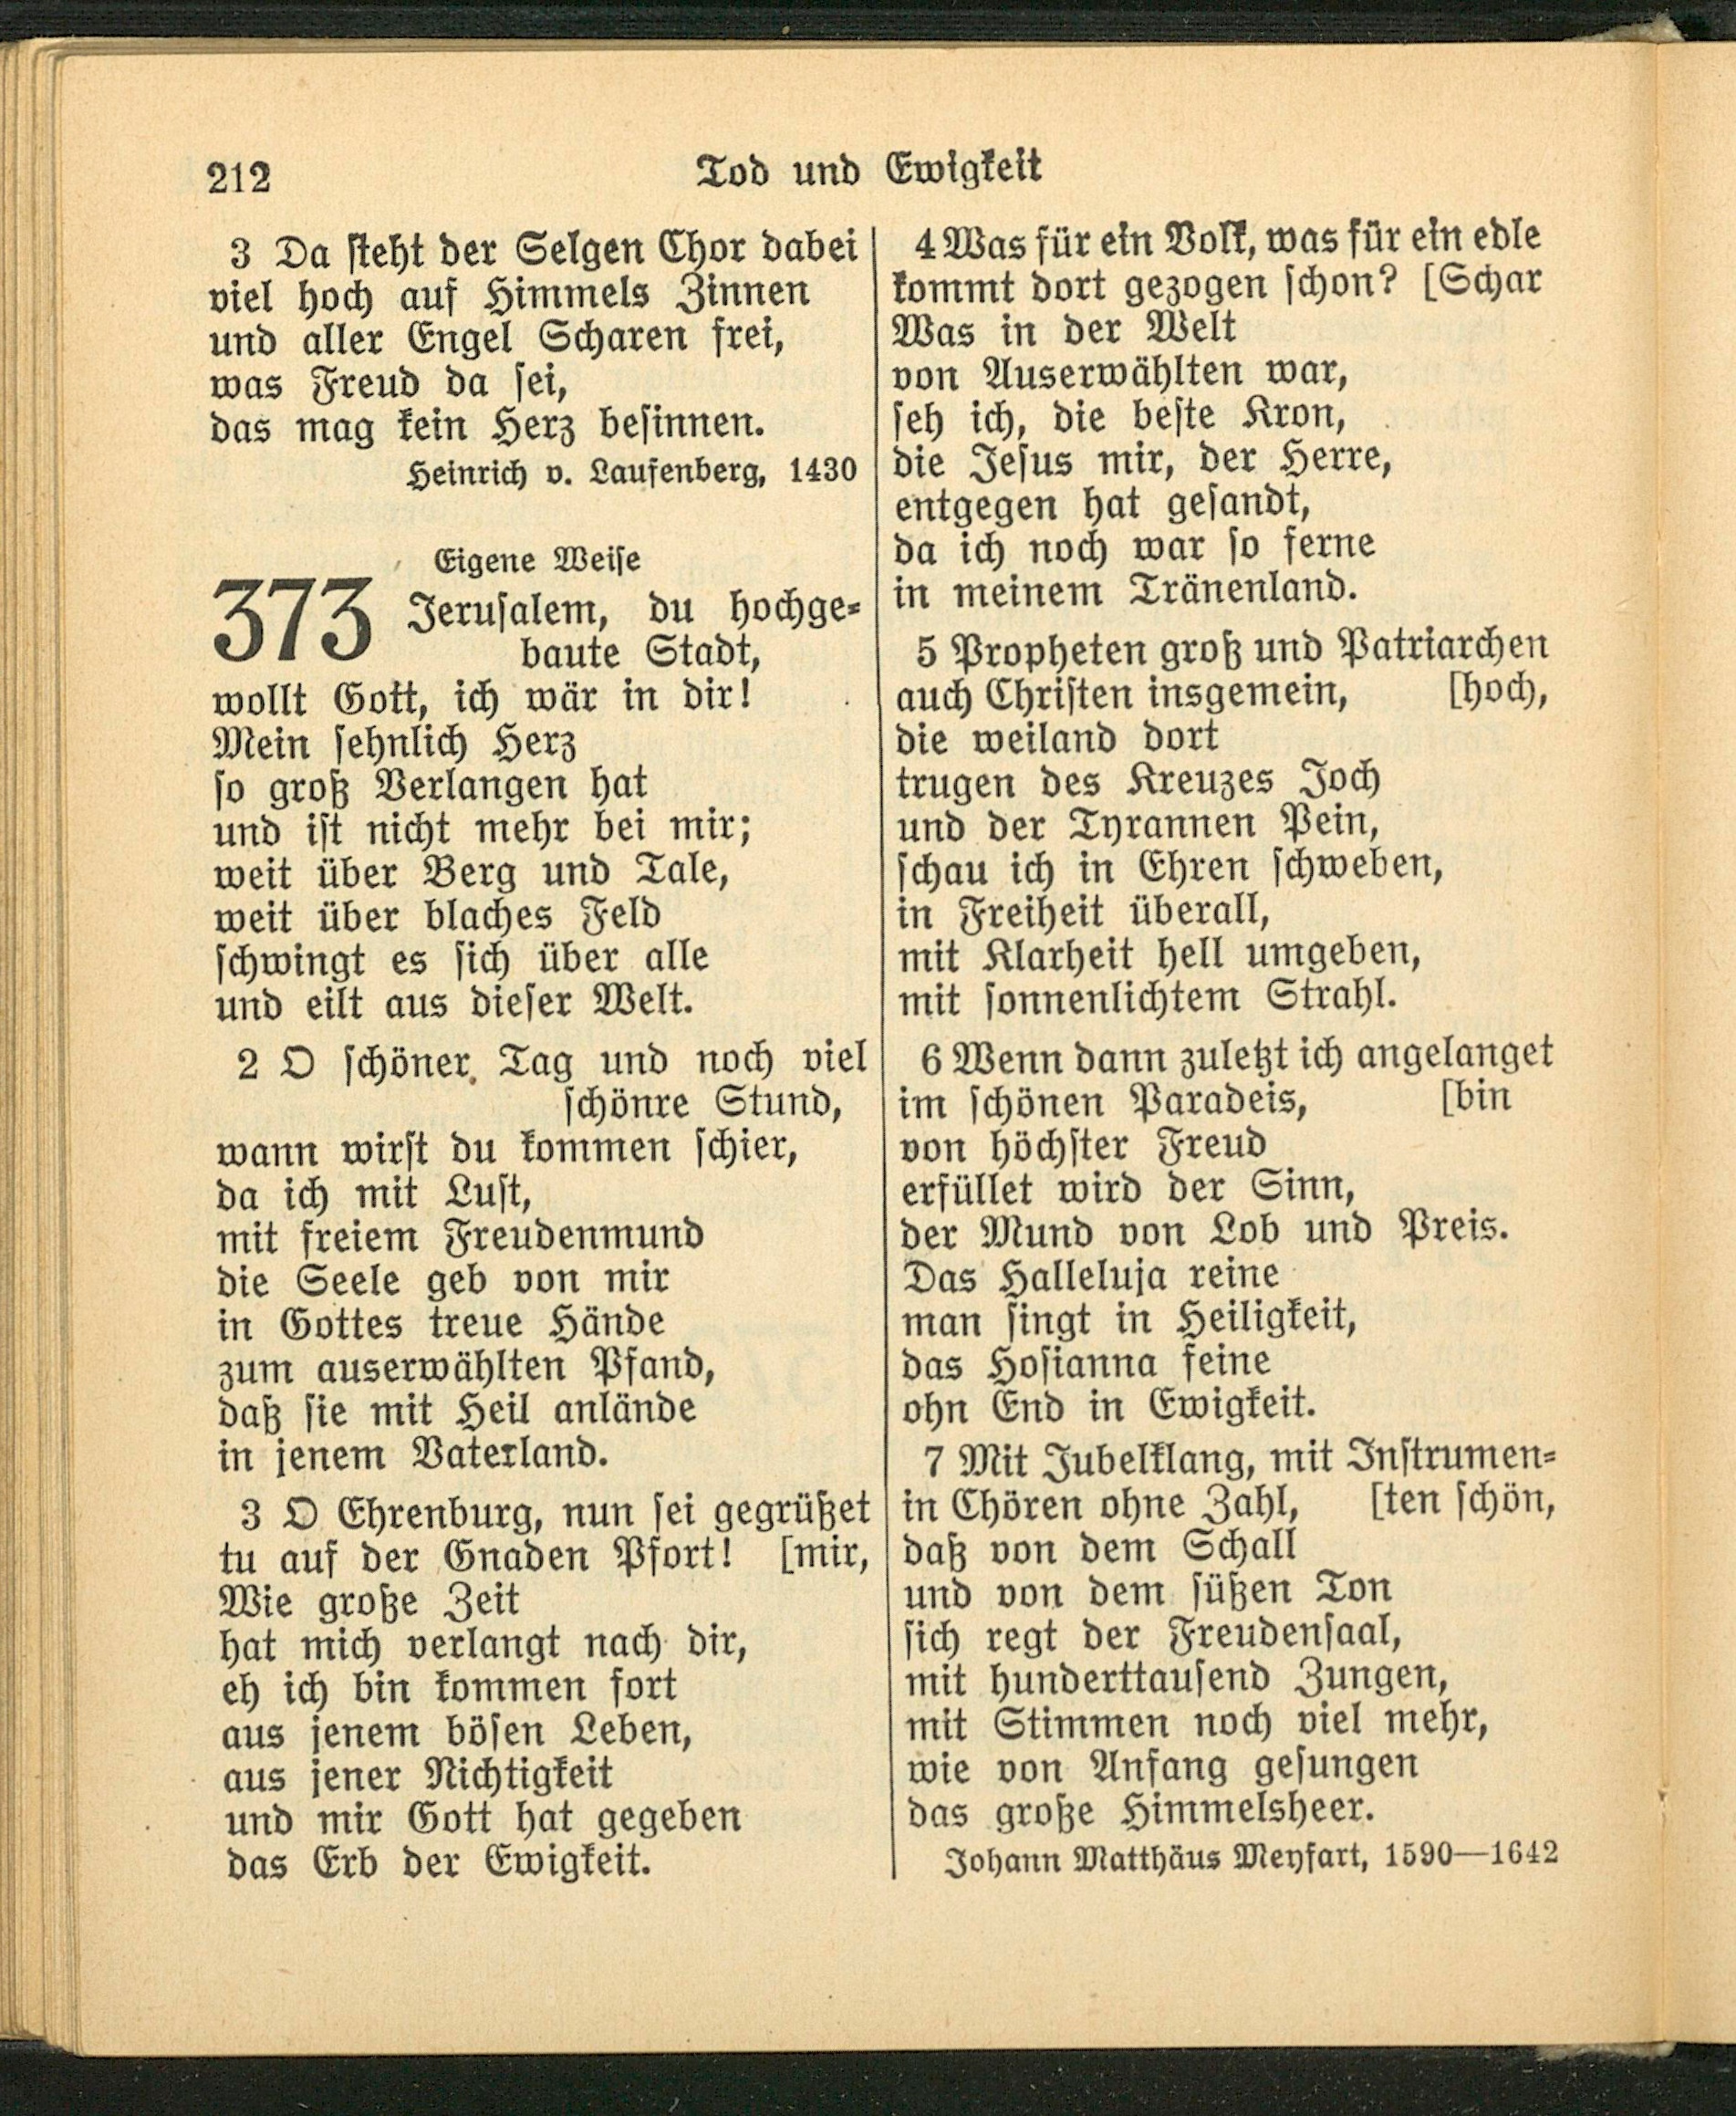 212
Tod und Ewigkeit
3 Da steht der Selgen Chor dabei
viel hoch auf Himmels Zinnen
und aller Engel Scharen frei,
was Freud da sei,
das mag kein Herz besinnen.
Heinrich v. Laufenberg, 1430
Eigene Weise
373 Jerusalem, du hochge-
baute Stadt,
wollt Gott, ich wär in dir!
Mein sehnlich Herz
so groß Verlangen hat
und ist nicht mehr bei mir;
weit über Berg und Tale,
weit über blaches Feld
schwingt es sich über alle
und eilt aus dieser Welt.
2 O schöner Tag und noch viel
schönre Stund,
wann wirst du kommen schier,
da ich mit Lust,
mit freiem Freudenmund
die Seele geb von mir
in Gottes treue Hände
zum auserwählten Pfand,
daß sie mit Heil anlände
in jenem Vaterland.
3 O Ehrenburg, nun sei gegrüßet
tu auf der Gnaden Pfort! [mir,
Wie große Zeit
hat mich verlangt nach dir,
eh ich bin kommen fort
aus jenem bösen Leben,
aus jener Nichtigkeit
und mir Gott hat gegeben
das Erb der Ewigkeit.
4 Was für ein Volk, was für ein edle
kommt dort gezogen schon? [Schar
Was in der Welt
von Auserwählten war,
seh ich, die beste Kron,
die Jesus mir, der Herre,
entgegen hat gesandt,
da ich noch war so ferne
in meinem Tränenland.
5 Propheten groß und Patriarchen
auch Christen insgemein, [hoch,
die weiland dort
trugen des Kreuzes Joch
und der Tyrannen Pein,
schau ich in Ehren schweben,
in Freiheit überall,
mit Klarheit hell umgeben,
mit sonnenlichtem Strahl.
6 Wenn dann zuletzt ich angelanget
im schönen Paradeis, [bin
von höchster Freud
erfüllet wird der Sinn,
der Mund von Lob und Preis.
Das Halleluja reine
man singt in Heiligkeit,
das Hosianna feine
ohn End in Ewigkeit.
7 Mit Jubelklang, mit Instrumen-
in Chören ohne Zahl, [ten schön,
daß von dem Schall
und von dem süßen Ton
sich regt der Freudensaal,
mit hunderttausend Zungen,
mit Stimmen noch viel mehr,
wie von Anfang gesungen
das große Himmelsheer.
Johann Matthäus Meyfart, 1590—1642